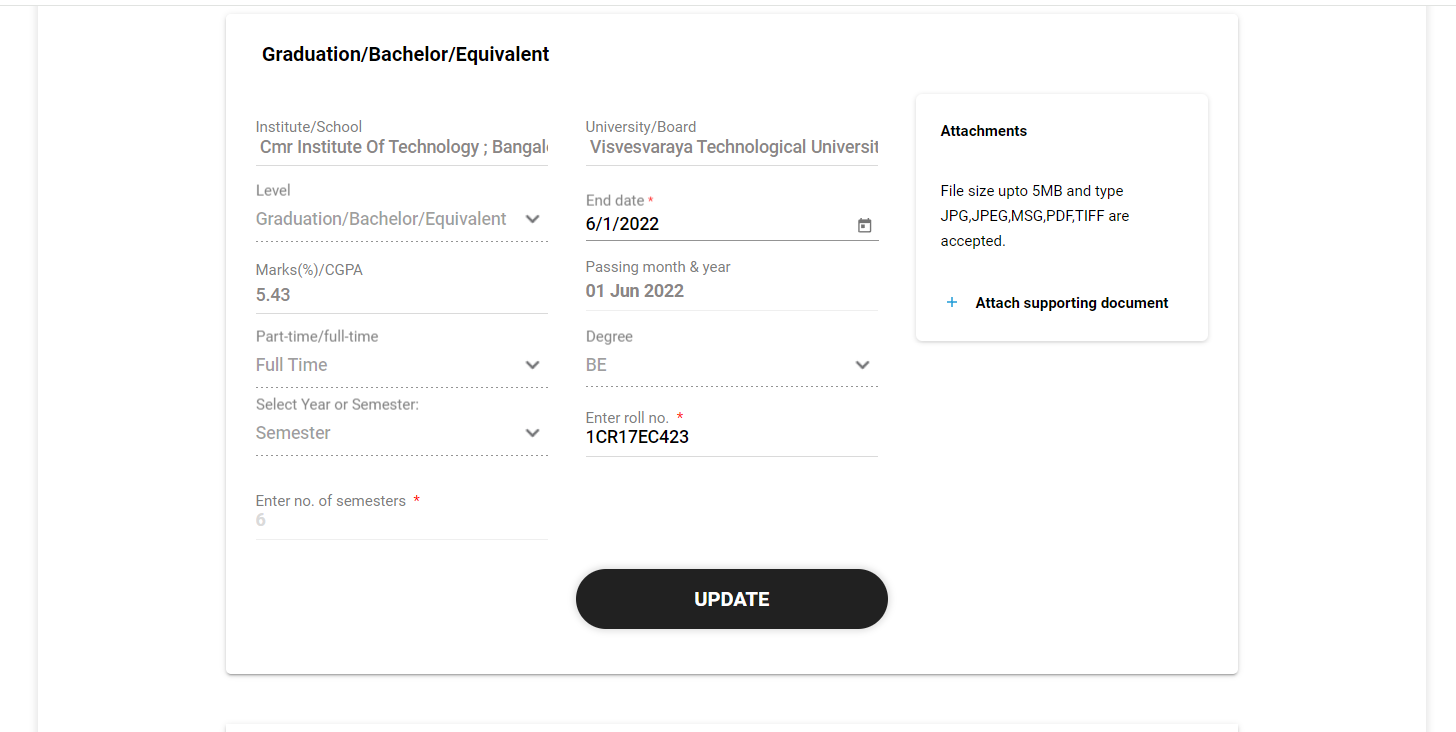 Graduation/Bachelor/Equivalent
Institute/School
Cmr Institute Of Technology ; Bangal
University/Board
Visvesvaraya Technological Universit
Level
Graduation/Bachelor/Equivalent
End date *
6/1/2022
Marks(%)/CGPA
5.43
Passing month & year
01 Jun 2022
Part-time/full-time
Full Time
Degree
BE
Select Year or Semester:
Semester
Enter roll no. *
1CR17EC423
Enter no. of semesters *
6
UPDATE
Attachments
File size upto 5MB and type
JPG,JPEG,MSG,PDF,TIFF are
accepted.
+ Attach supporting document